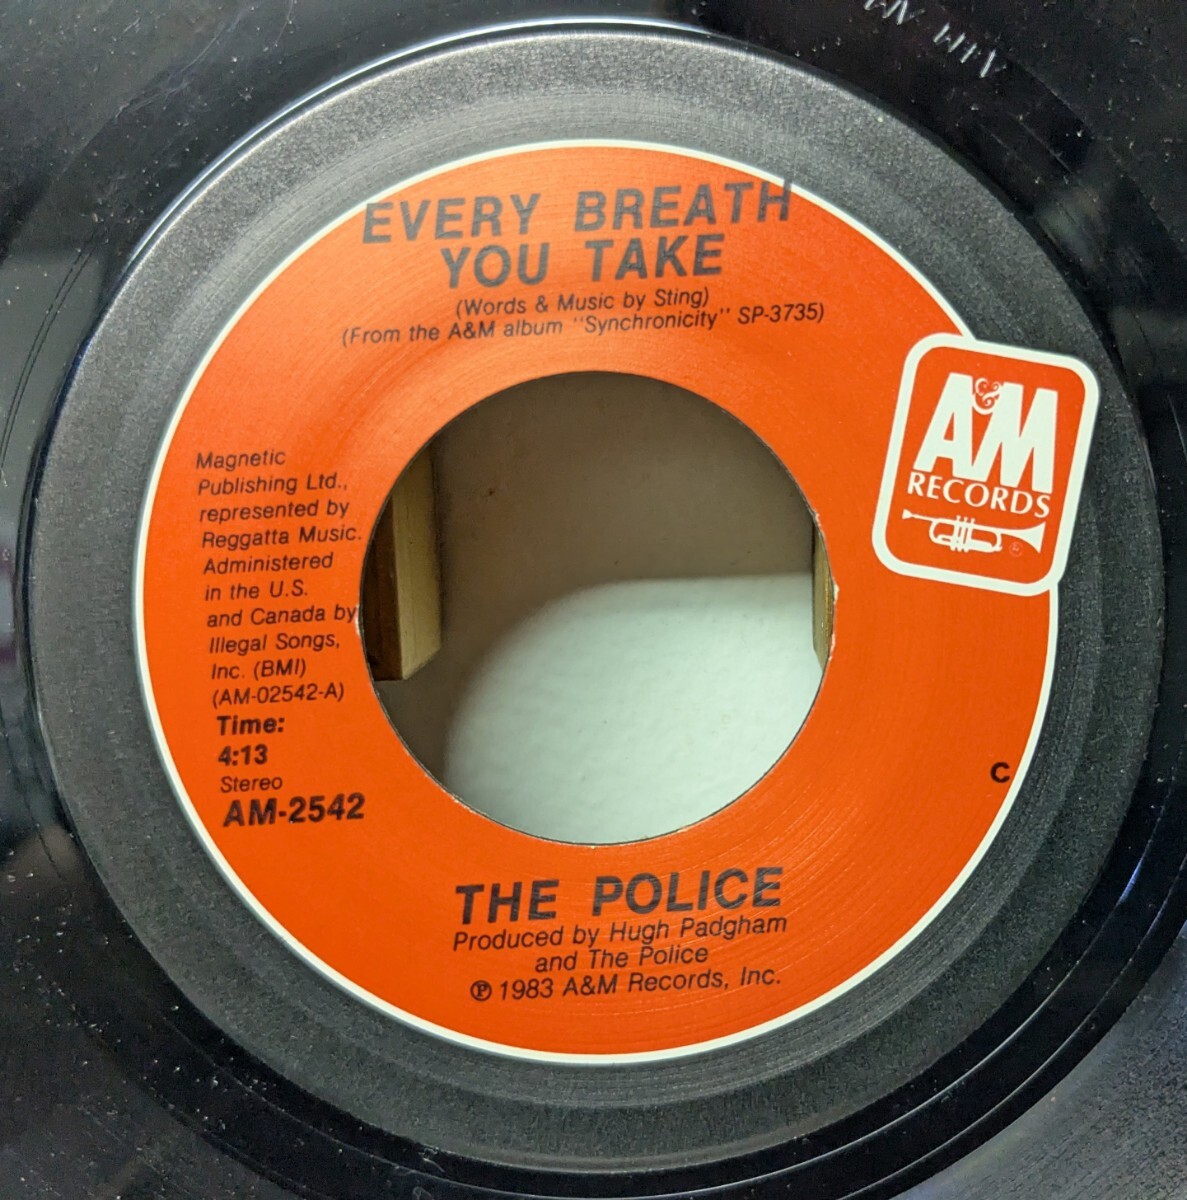 EVERY BREATH
YOU TAKE
(Words & Music by Sting)
(From the A&M album "Synchronicity" SP-3735)
A&M
RECORDS
®
Magnetic
Publishing Ltd.,
represented by
Reggatta Music.
Administered
in the U.S.
and Canada by
Illegal Songs,
Inc. (BMI)
(AM-02542-A)
Time:
4:13
Stereo
AM-2542
C
THE POLICE
Produced by Hugh Padgham
and The Police
℗ 1983 A&M Records, Inc.